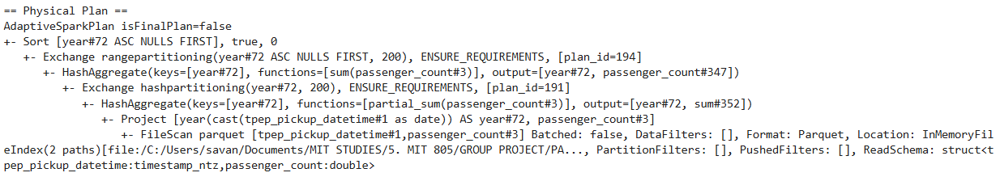 == Physical Plan ==
AdaptiveSparkPlan isFinalPlan=false
+- Sort [year#72 ASC NULLS FIRST], true, 0
   +- Exchange rangepartitioning(year#72 ASC NULLS FIRST, 200), ENSURE_REQUIREMENTS, [plan_id=194]
      +- HashAggregate(keys=[year#72], functions=[sum(passenger_count#3)], output=[year#72, passenger_count#347])
         +- Exchange hashpartitioning(year#72, 200), ENSURE_REQUIREMENTS, [plan_id=191]
            +- HashAggregate(keys=[year#72], functions=[partial_sum(passenger_count#3)], output=[year#72, sum#352])
               +- Project [year(cast(tpep_pickup_datetime#1 as date)) AS year#72, passenger_count#3]
                  +- FileScan parquet [tpep_pickup_datetime#1,passenger_count#3] Batched: false, DataFilters: [], Format: Parquet, Location: InMemoryFil
eIndex(2 paths)[file:/C:/Users/savan/Documents/MIT STUDIES/5. MIT 805/GROUP PROJECT/PA..., PartitionFilters: [], PushedFilters: [], ReadSchema: struct<t
pep_pickup_datetime:timestamp_ntz,passenger_count:double>